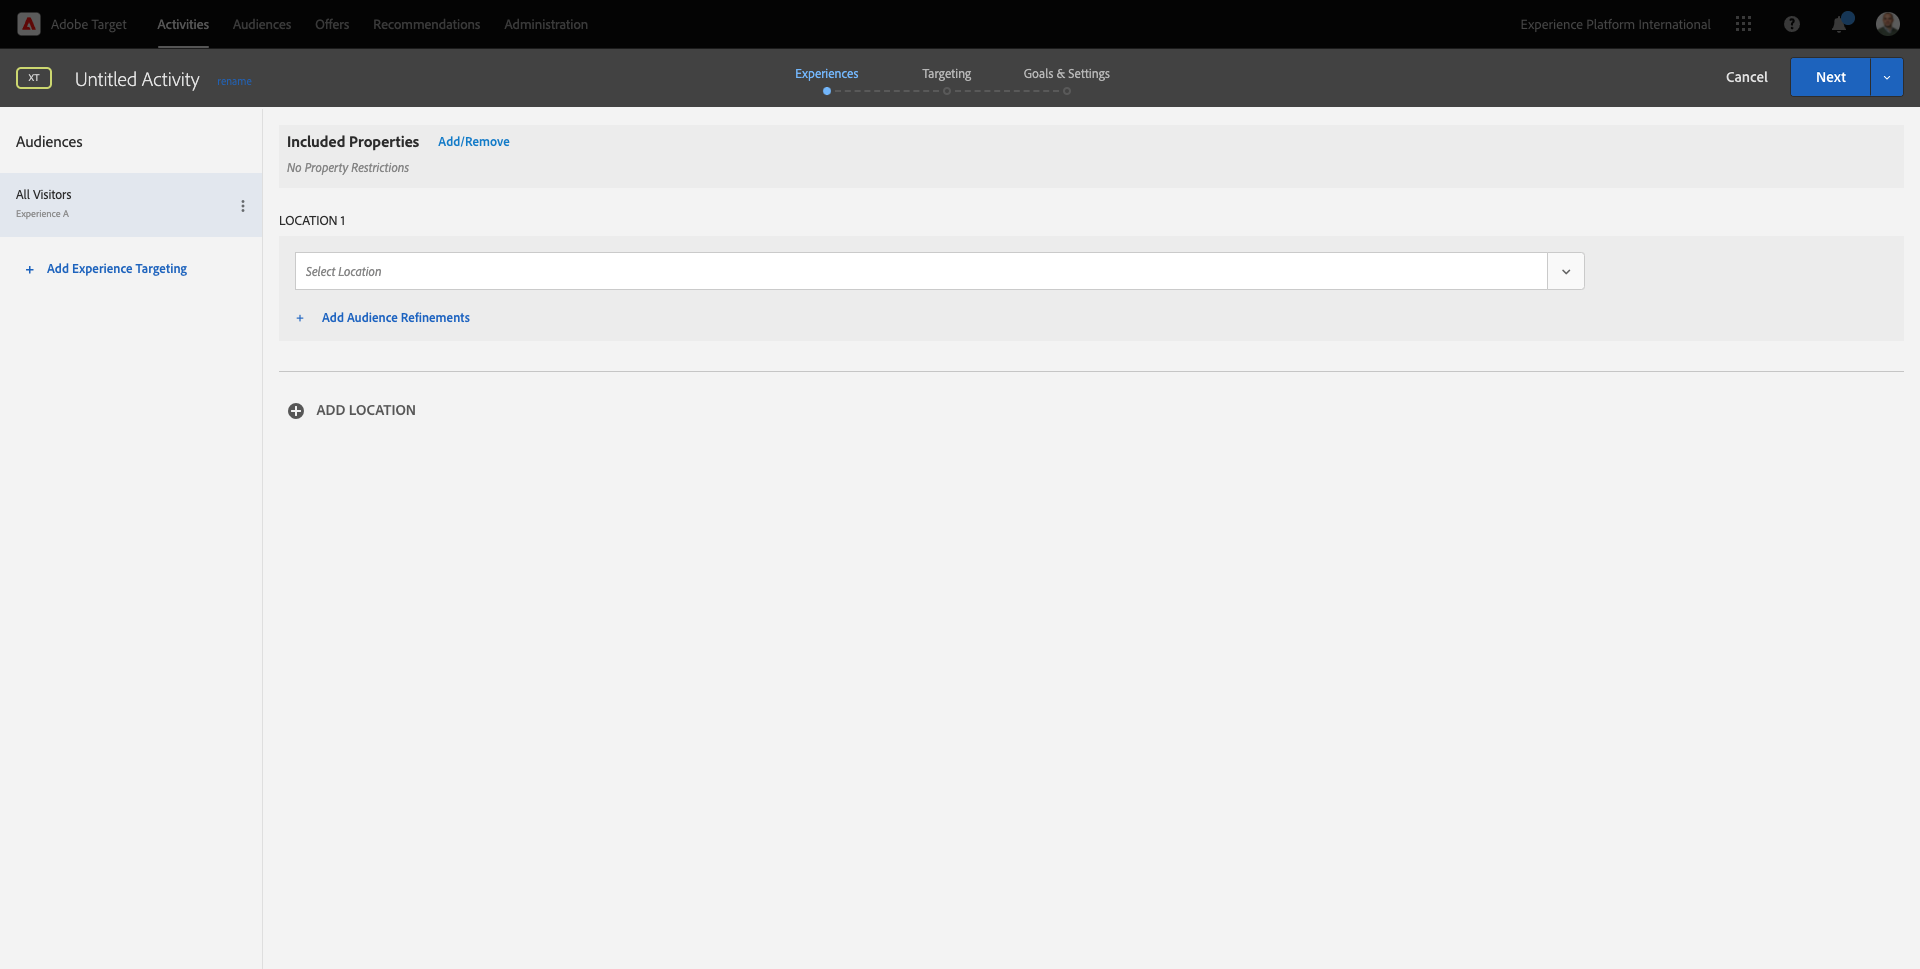 Adobe Target Activities Audiences Offers Recommendations Administration Experience Platform International
XT Untitled Activity rename Experiences Targeting Goals & Settings Cancel Next
Audiences
All Visitors
Experience A
+ Add Experience Targeting
Included Properties Add/Remove
No Property Restrictions
LOCATION 1
Select Location
+ Add Audience Refinements
ADD LOCATION